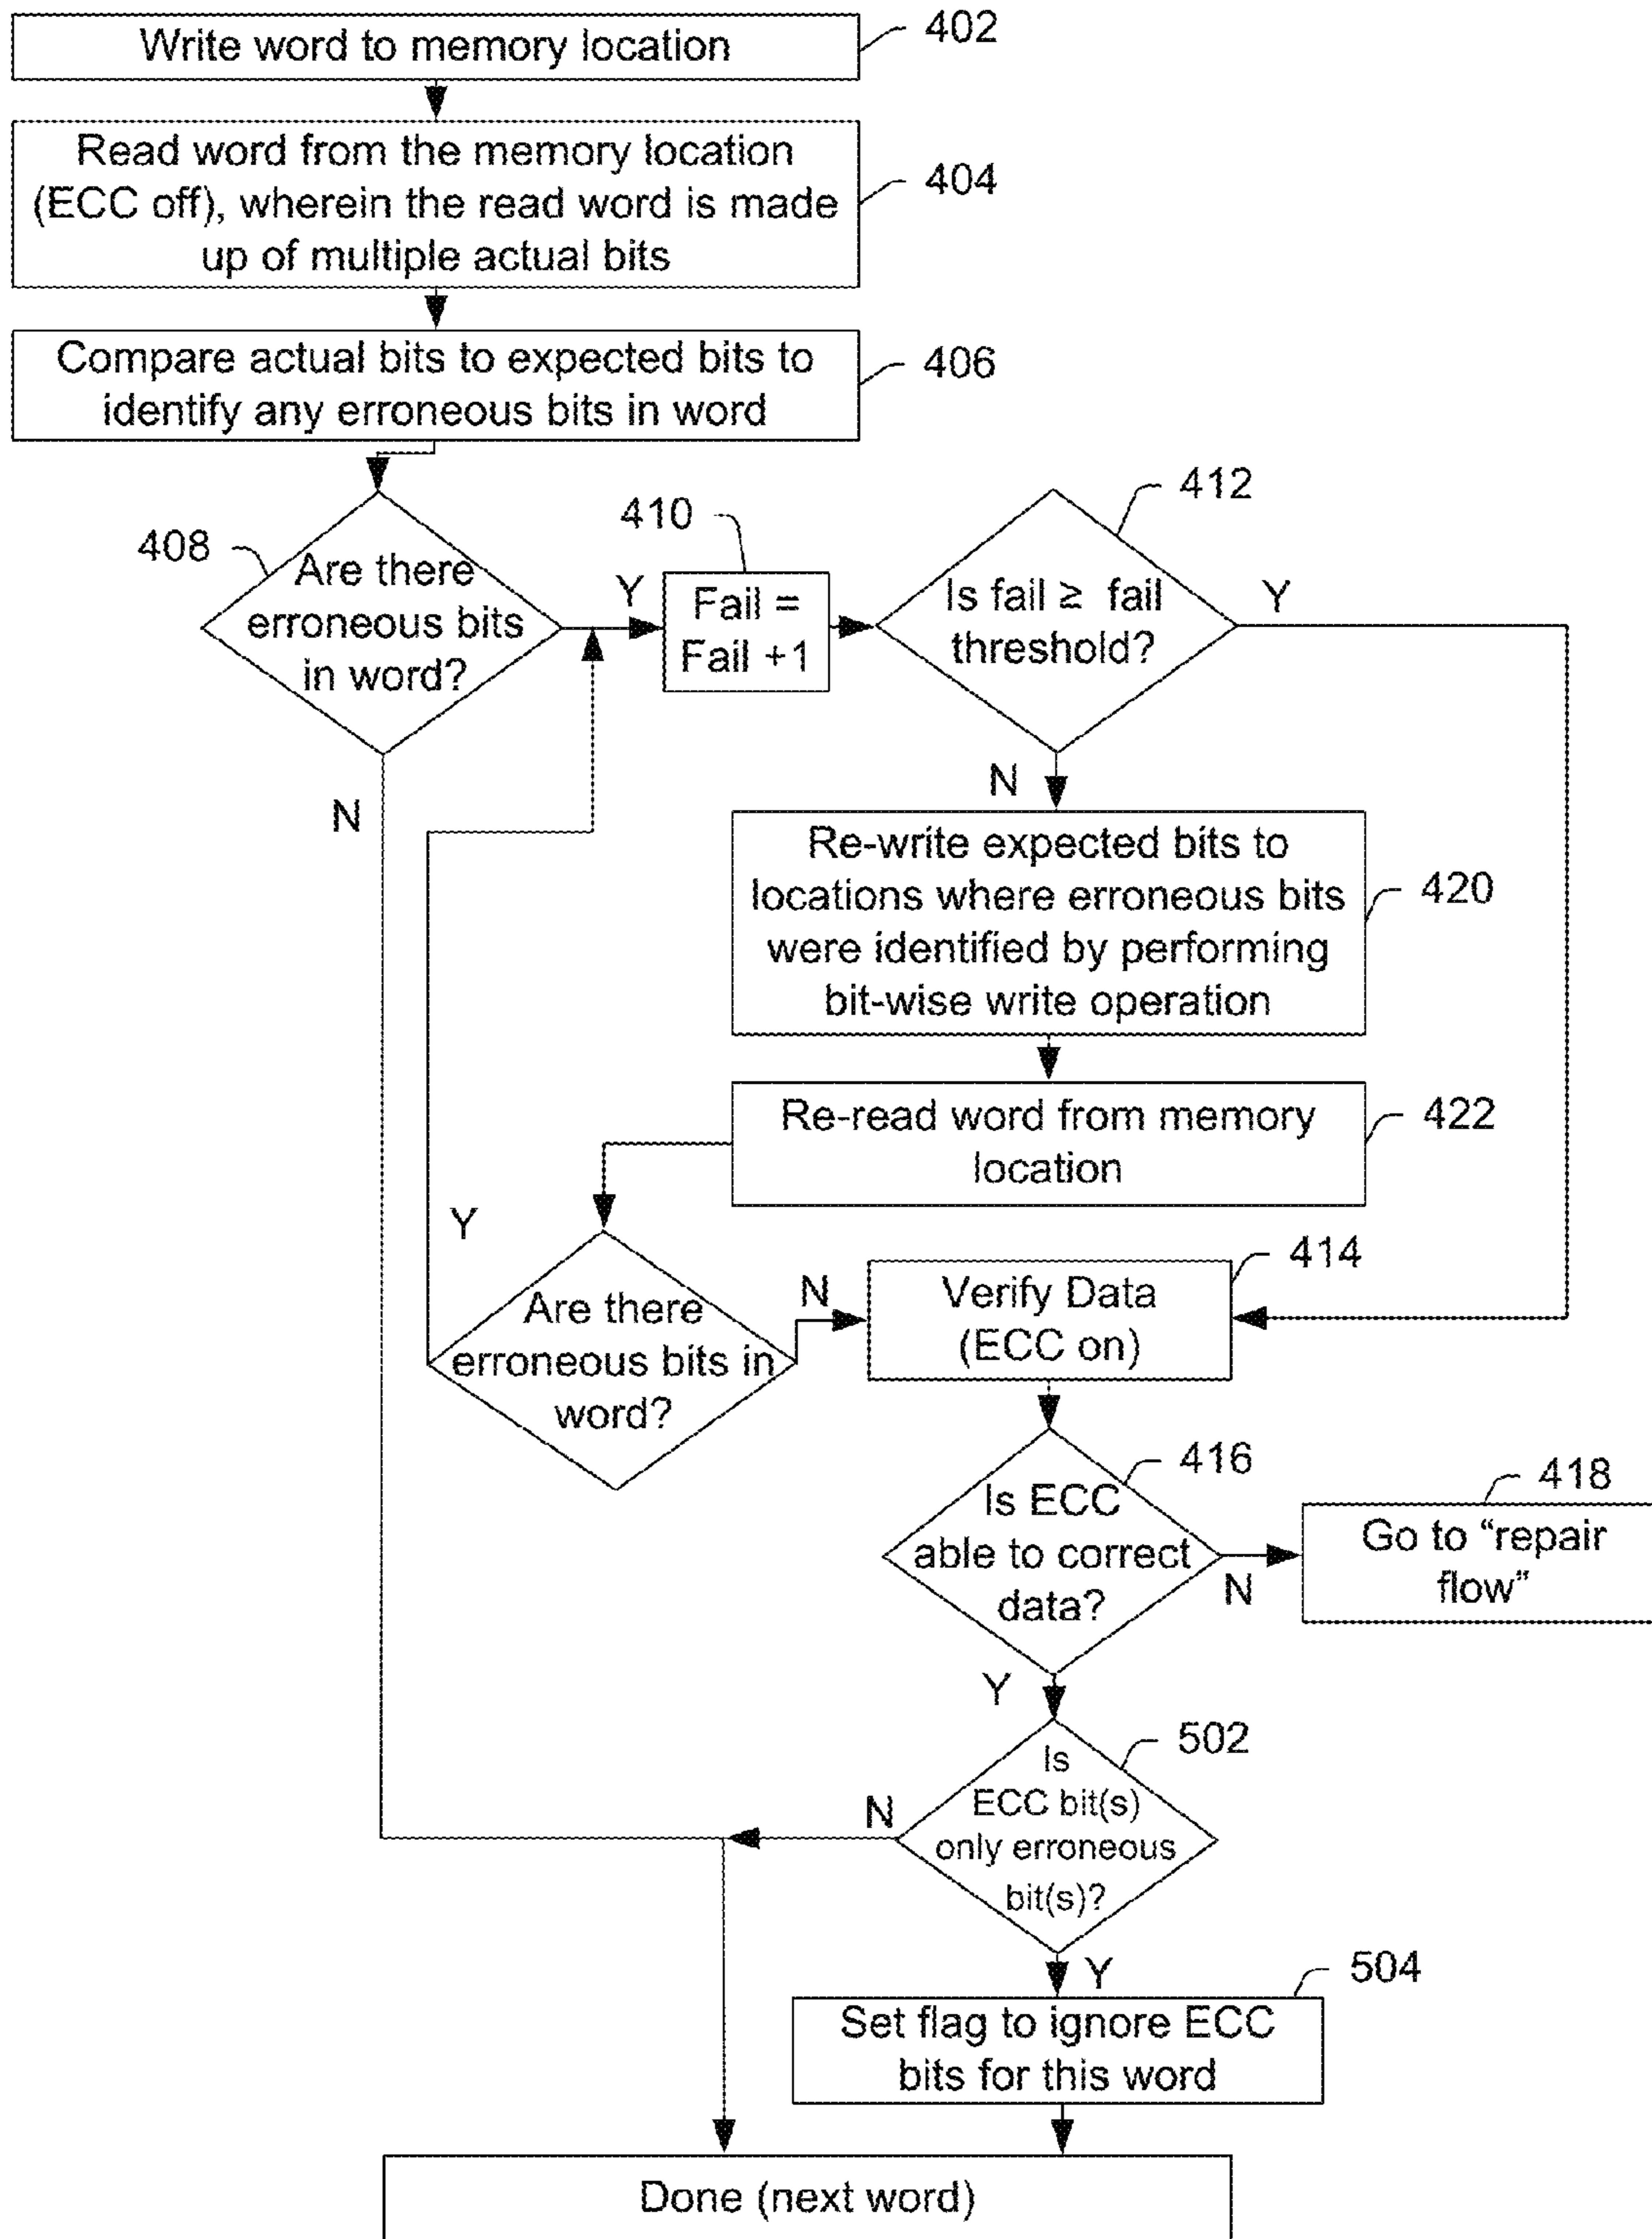 Write word to memory location
402
Read word from the memory location
(ECC off), wherein the read word is made
up of multiple actual bits
404
Compare actual bits to expected bits to
identify any erroneous bits in word
406
408
Are there
erroneous bits
in word?
Y
N
410
Fail =
Fail +1
412
Is fail ≥ fail
threshold?
Y
N
Re-write expected bits to
locations where erroneous bits
were identified by performing
bit-wise write operation
420
Re-read word from memory
location
422
Y
Are there
erroneous bits in
word?
N
Verify Data
(ECC on)
414
Is ECC
able to correct
data?
416
N
Go to “repair
flow”
418
Y
Is
ECC bit(s)
only erroneous
bit(s)?
502
N
Y
Set flag to ignore ECC
bits for this word
504
Done (next word)